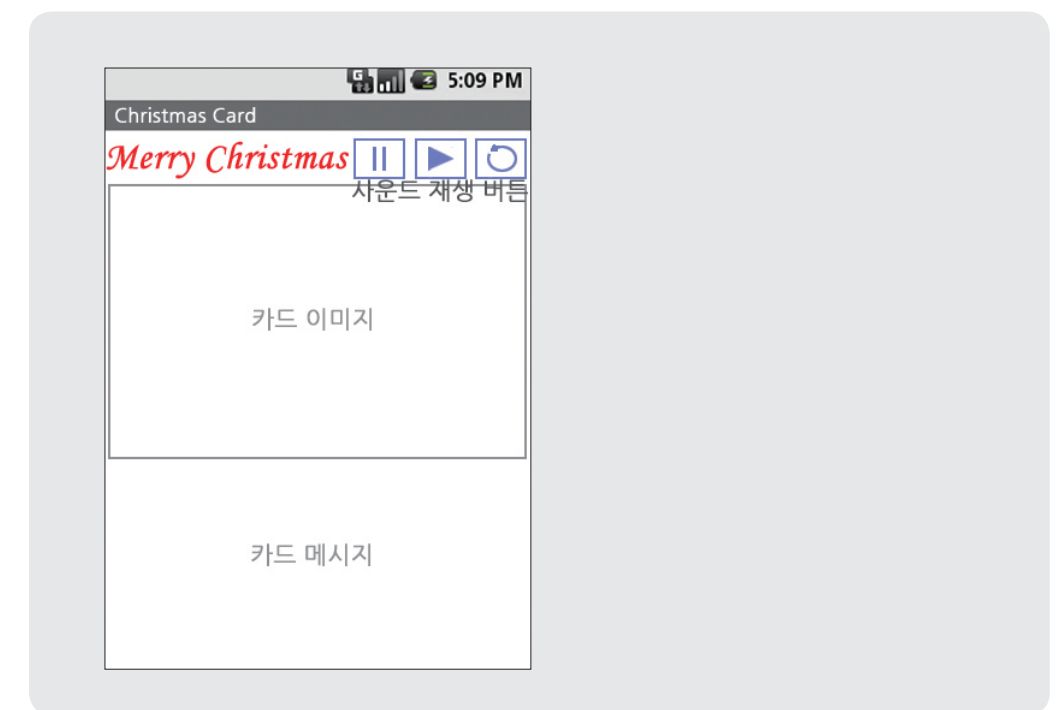 5:09 PM
Christmas Card
Merry Christmas
사운드 재생 버튼
카드 이미지
카드 메시지